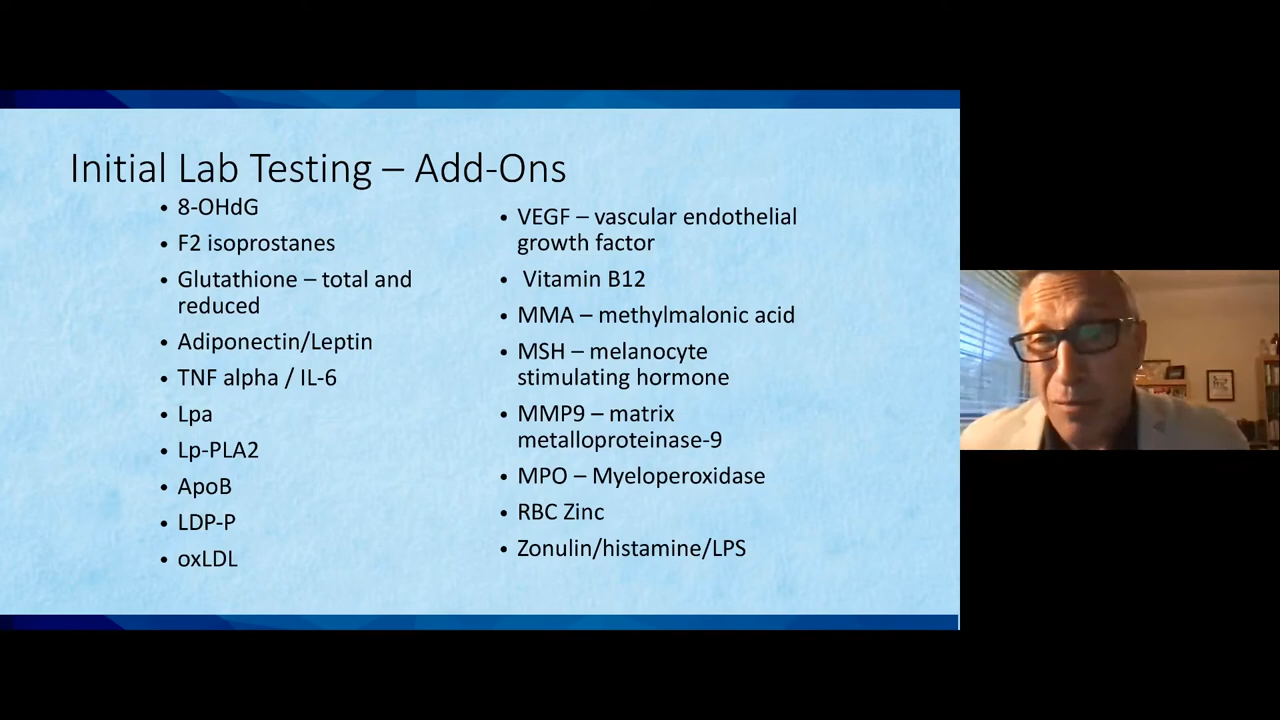 Initial Lab Testing – Add-Ons
• 8-OHdG
• F2 isoprostanes
• Glutathione – total and
reduced
• Adiponectin/Leptin
• TNF alpha / IL-6
• Lpa
• Lp-PLA2
• ApoB
• LDP-P
• oxLDL
• VEGF – vascular endothelial
growth factor
• Vitamin B12
• MMA – methylmalonic acid
• MSH – melanocyte
stimulating hormone
• MMP9 – matrix
metalloproteinase-9
• MPO – Myeloperoxidase
• RBC Zinc
• Zonulin/histamine/LPS